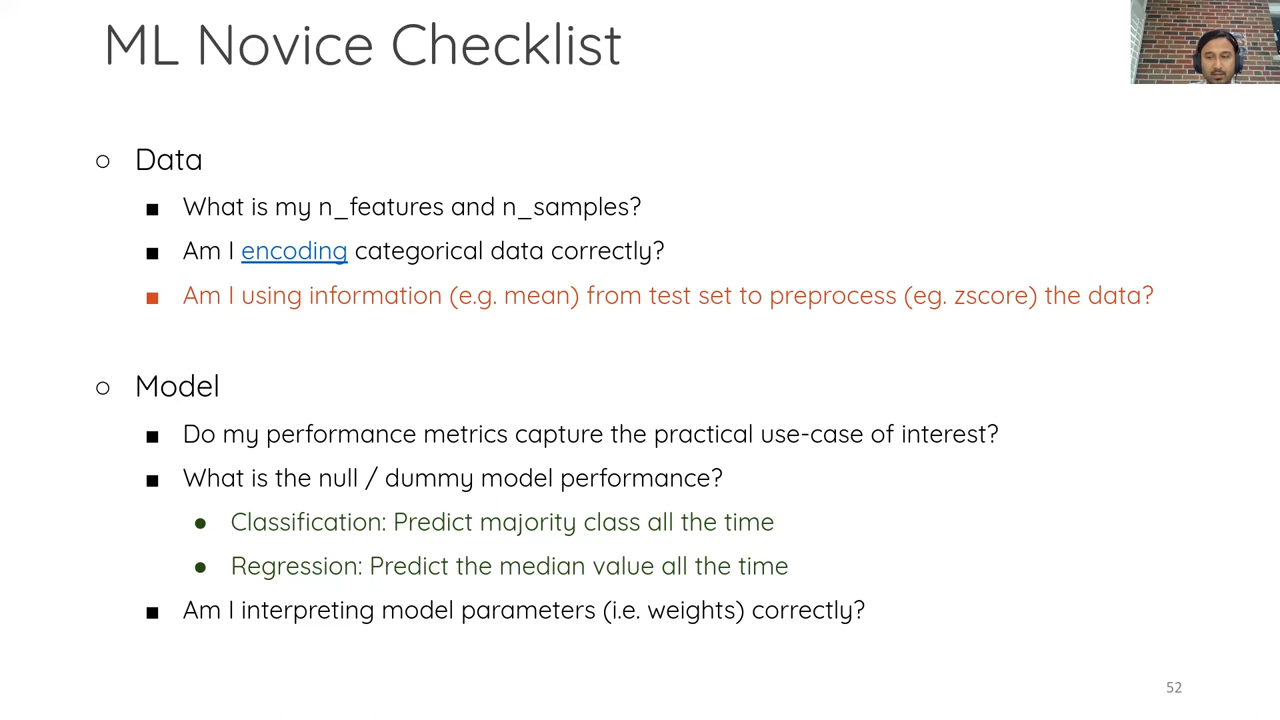 ML Novice Checklist
○ Data
■ What is my n_features and n_samples?
■ Am I encoding categorical data correctly?
■ Am I using information (e.g. mean) from test set to preprocess (eg. zscore) the data?
○ Model
■ Do my performance metrics capture the practical use-case of interest?
■ What is the null / dummy model performance?
● Classification: Predict majority class all the time
● Regression: Predict the median value all the time
■ Am I interpreting model parameters (i.e. weights) correctly?
52